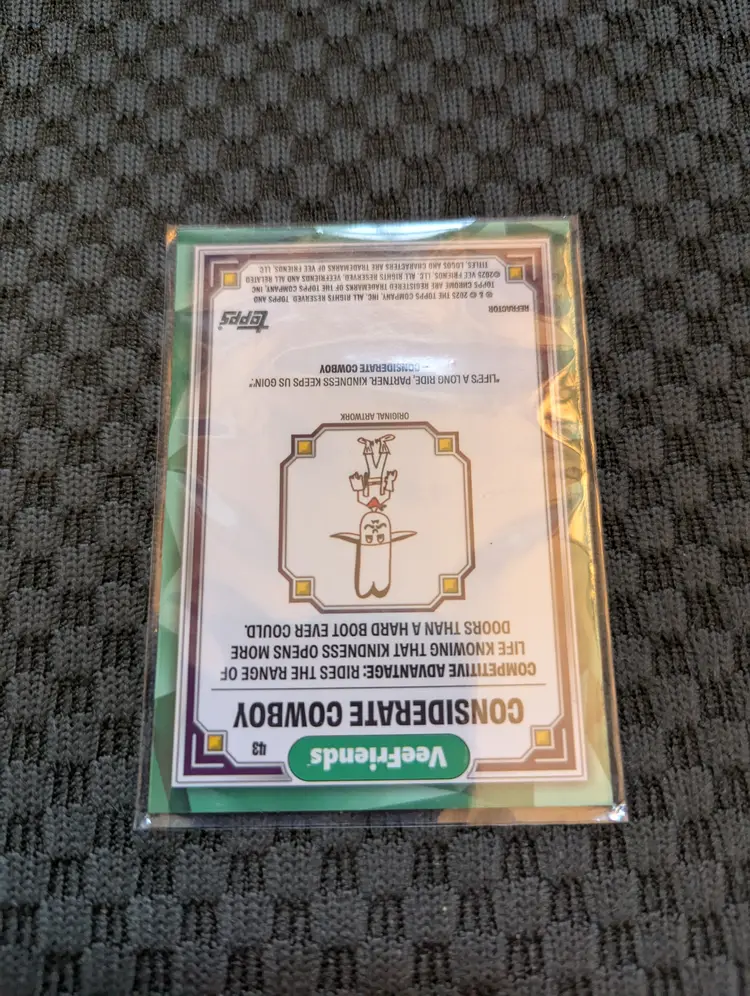 VeeFriends
43
CONSIDERATE COWBOY
COMPETITIVE ADVANTAGE: RIDES THE RANGE OF
LIFE KNOWING THAT KINDNESS OPENS MORE
DOORS THAN A HARD BOOT EVER COULD.
ORIGINAL ARTWORK
"LIFE'S A LONG RIDE, PARTNER. KINDNESS KEEPS US GOIN'."
– CONSIDERATE COWBOY
topps
REFRACTOR
® & © 2025 THE TOPPS COMPANY, INC. ALL RIGHTS RESERVED. TOPPS AND
TOPPS CHROME ARE REGISTERED TRADEMARKS OF THE TOPPS COMPANY, INC.
©2025 VEE FRIENDS, LLC. ALL RIGHTS RESERVED. VEEFRIENDS AND ALL RELATED
TITLES, LOGOS AND CHARACTERS ARE TRADEMARKS OF VEE FRIENDS, LLC